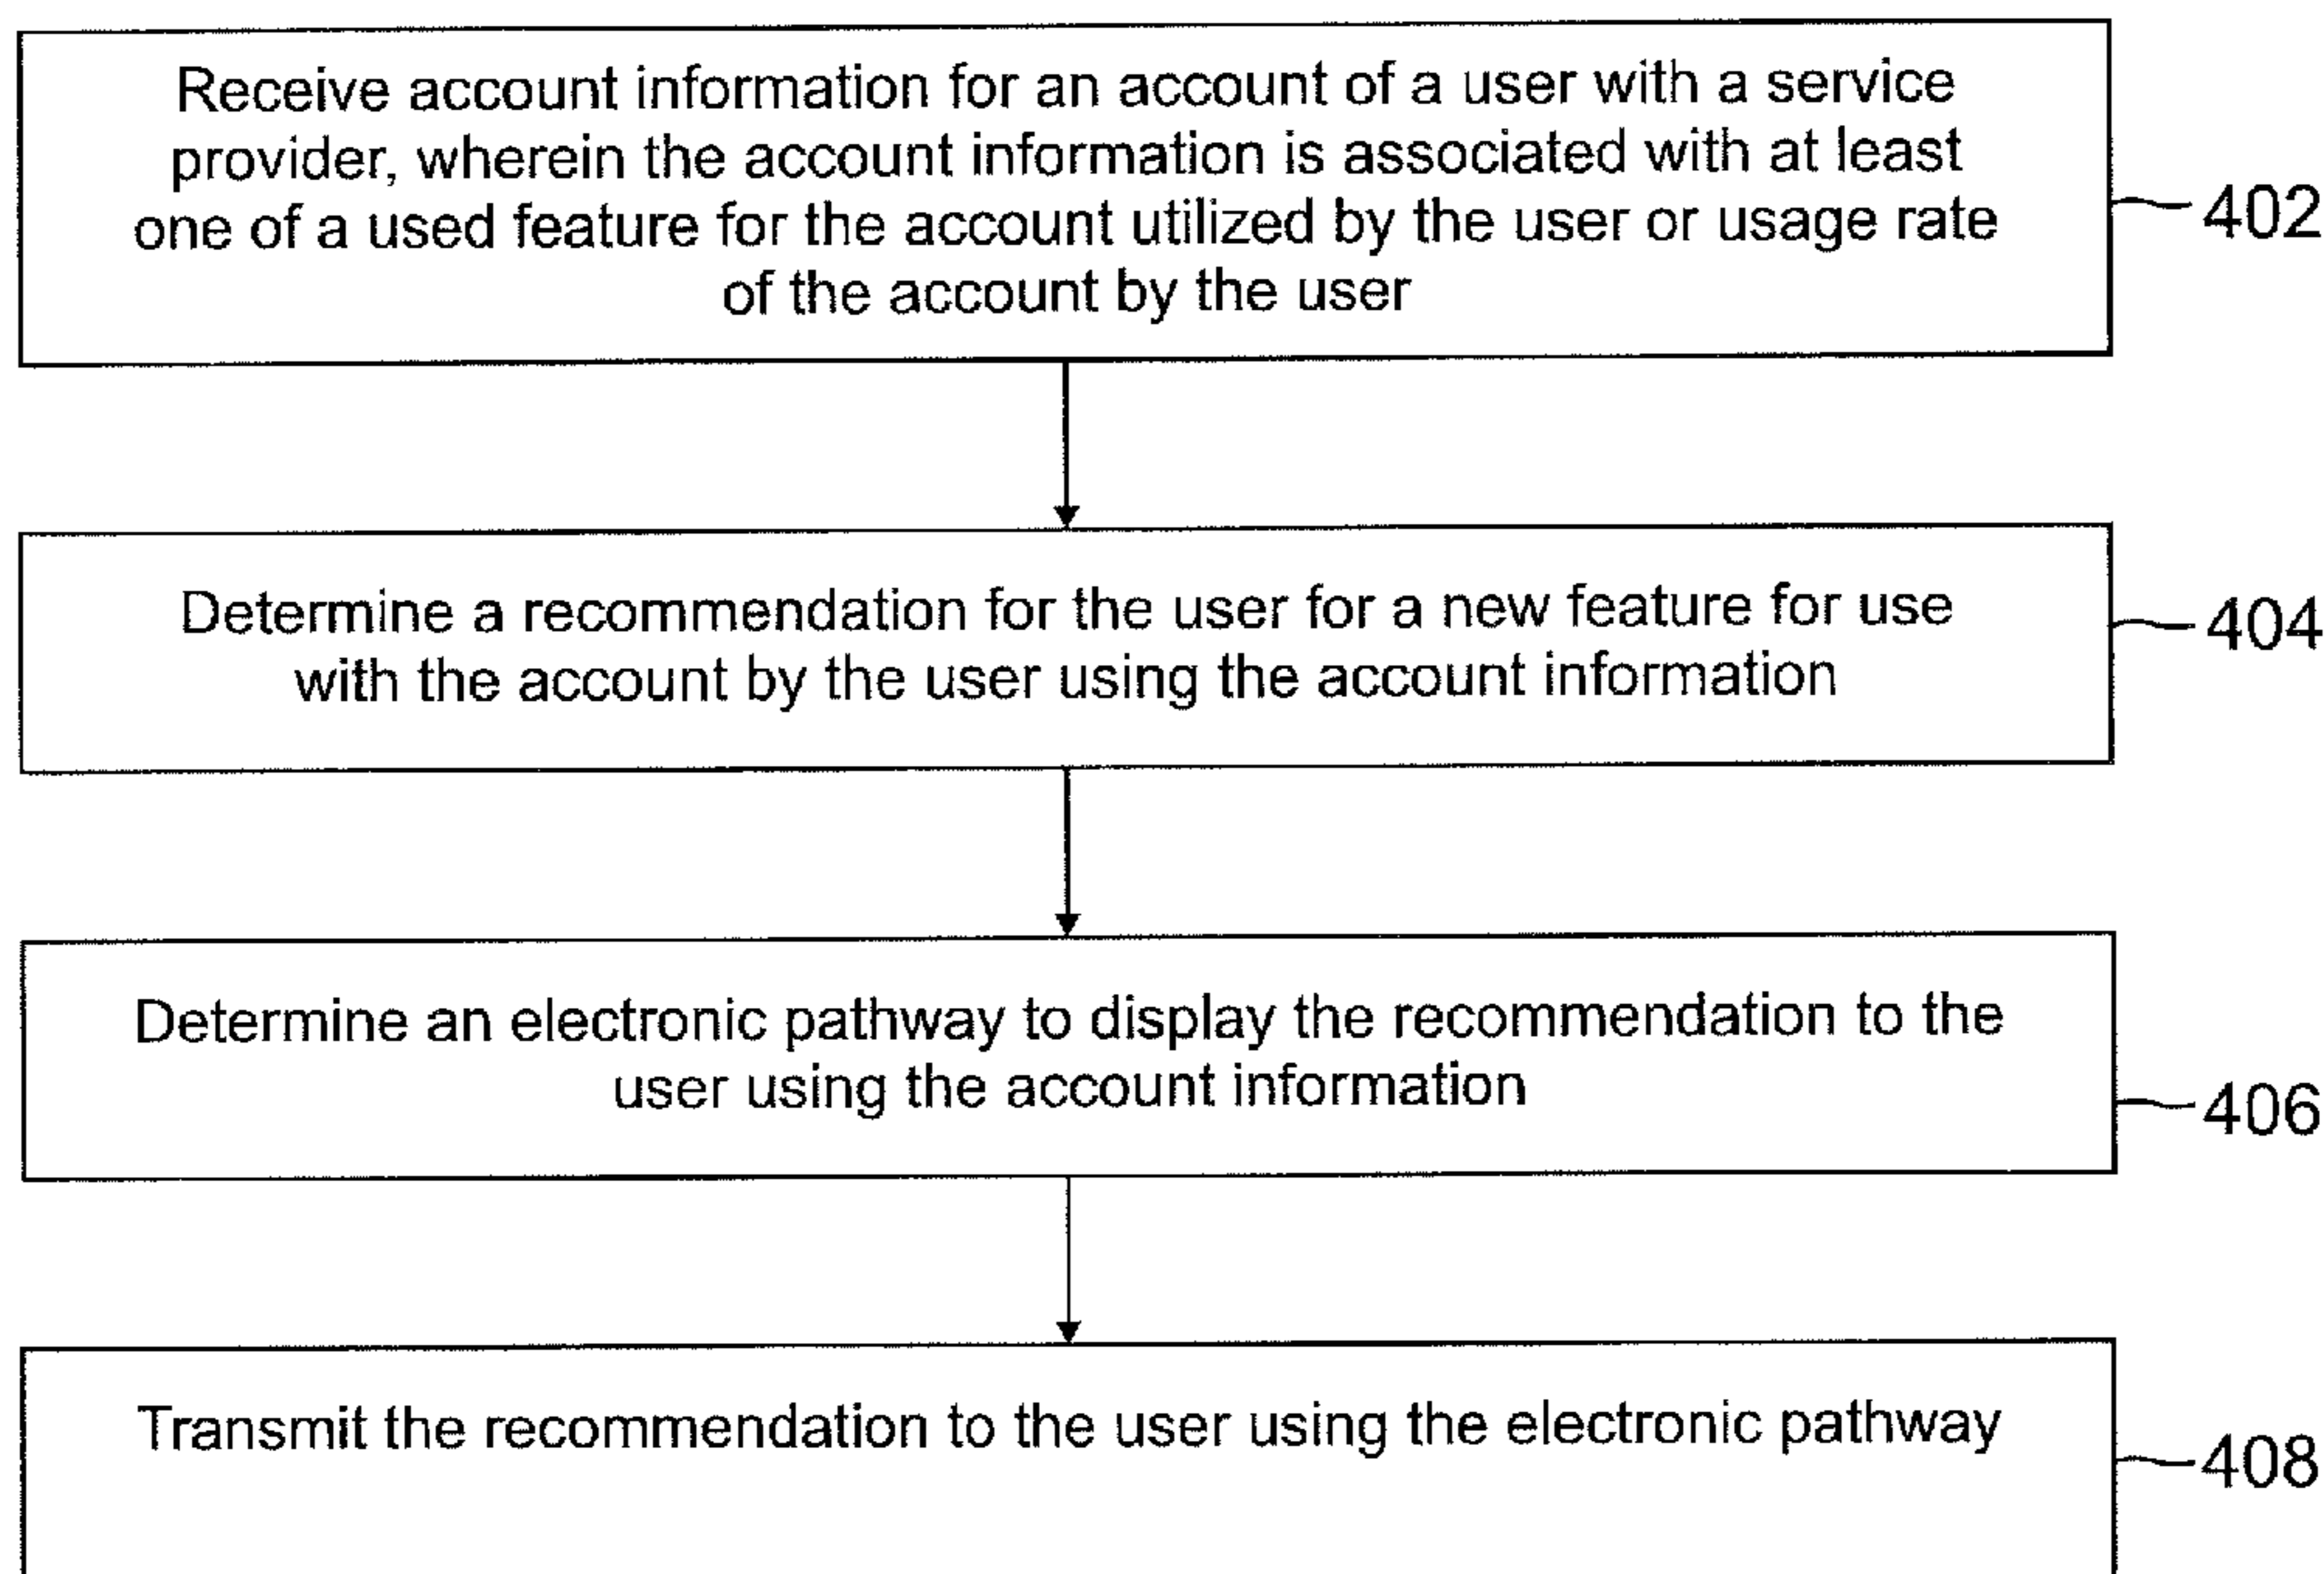 Receive account information for an account of a user with a service
provider, wherein the account information is associated with at least
one of a used feature for the account utilized by the user or usage rate
of the account by the user
402
Determine a recommendation for the user for a new feature for use
with the account by the user using the account information
404
Determine an electronic pathway to display the recommendation to the
user using the account information
406
Transmit the recommendation to the user using the electronic pathway
408